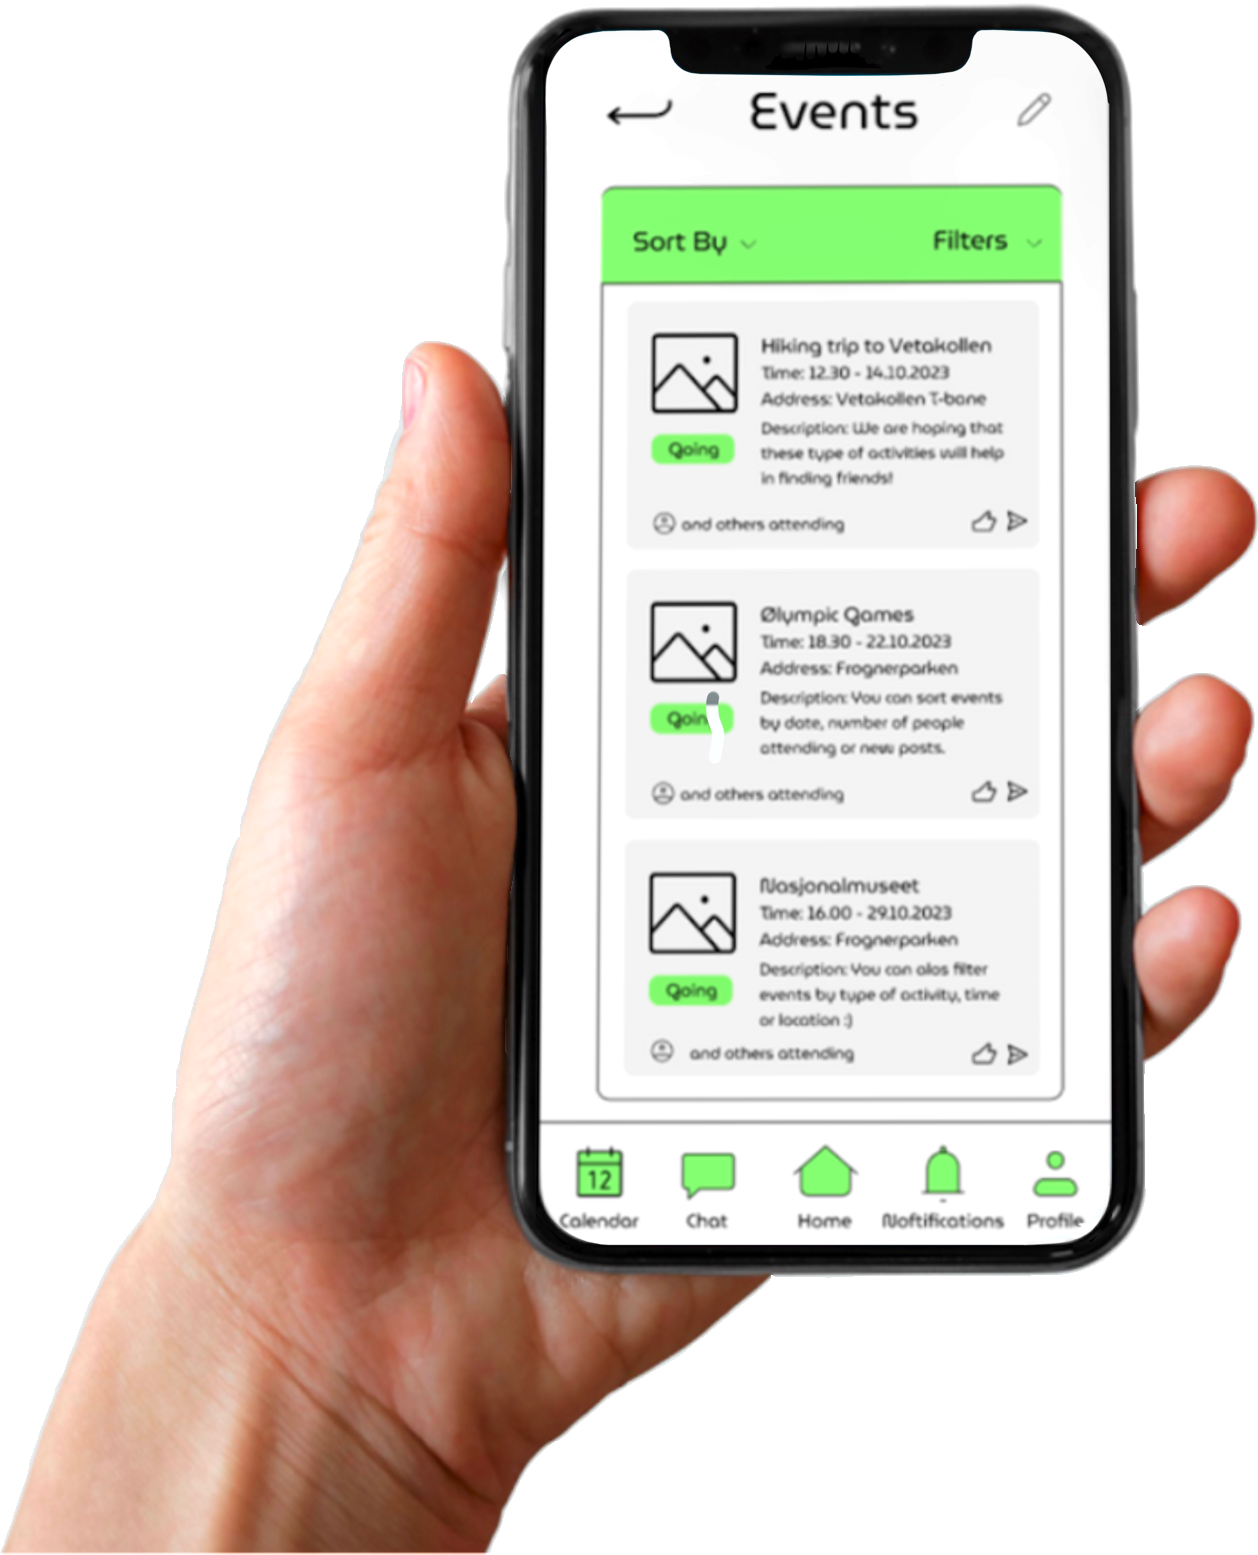 Events
Sort By
Filters
Hiking trip to Vetakollen
Time: 12.30 - 14.10.2023
Address: Vetakollen T-bane
Description: We are hoping that
these type of activities will help
in finding friends!
Going
and others attending
Olympic Games
Time: 18.30 - 22.10.2023
Address: Frognerparken
Description: You can sort events
by date, number of people
attending or new posts.
Goin
and others attending
Nasjonalmuseet
Time: 16.00 - 29.10.2023
Address: Frognerparken
Description: You can alos filter
events by type of activity, time
or location :)
Going
and others attending
12
Calendar
Chat
Home
Noftifications
Profile